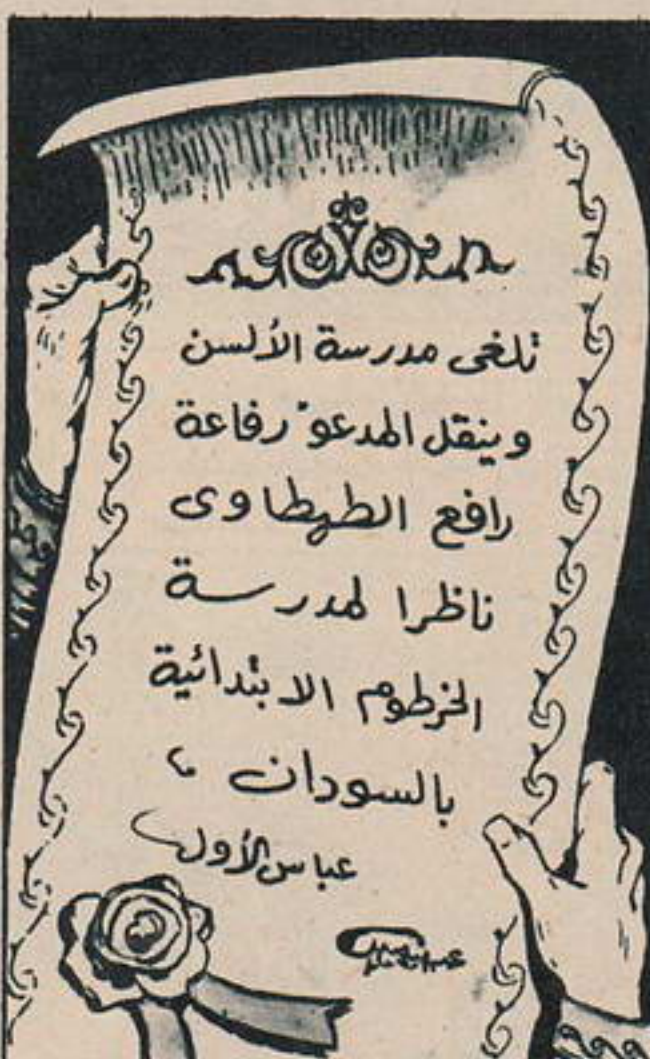 تلغى مدرسة الألسن
وينقل المدعو رفاعة
رافع الطهطاوى
ناظرا لمدرسة
الخرطوم الابتدائية
بالسودان ،
عباس الأول